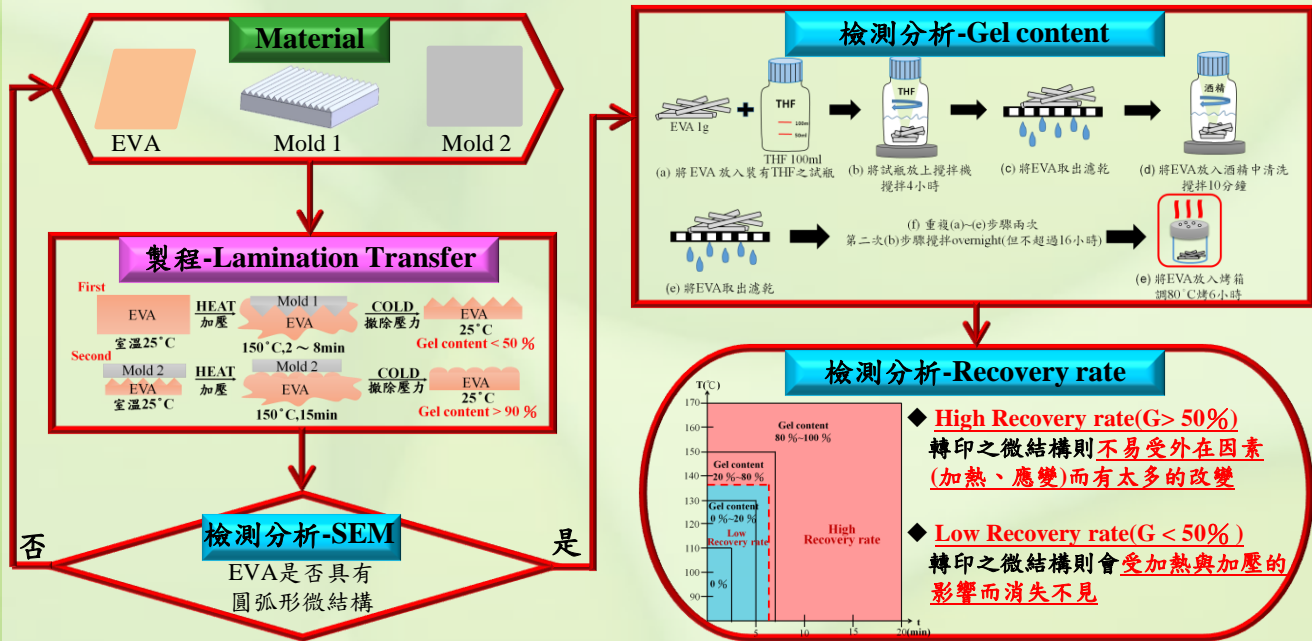 Material
EVA
Mold 1
Mold 2
製程-Lamination Transfer
First
EVA
室溫25˚C
HEAT
加壓
Mold 1
EVA
150˚C,2 ~ 8min
COLD
撤除壓力
EVA
25˚C
Gel content < 50 %
Second
Mold 2
EVA
室溫25˚C
HEAT
加壓
Mold 2
EVA
150˚C,15min
COLD
撤除壓力
EVA
25˚C
Gel content > 90 %
檢測分析-SEM
EVA是否具有
圓弧形微結構
否
是
檢測分析-Gel content
EVA 1g
THF
100ml
50ml
THF 100ml
(a) 將EVA 放入裝有THF之試瓶
THF
(b) 將試瓶放上攪拌機
攪拌4小時
(c) 將EVA取出濾乾
酒精
(d) 將EVA放入酒精中清洗
攪拌10分鐘
(e) 將EVA取出濾乾
(f) 重複(a)~(e)步驟兩次
第二次(b)步驟攪拌overnight(但不超過16小時)
(e) 將EVA放入烤箱
調80˚C烤6小時
檢測分析-Recovery rate
T(℃)
170
160
150
140
130
120
110
100
90
5
10
15
20
t
(min)
Gel content
80 %~100 %
Gel content
20 %~80 %
Gel content
0 %~20 %
Low
Recovery rate
0 %
High
Recovery rate
◆ High Recovery rate(G> 50%)
轉印之微結構則不易受外在因素
(加熱、應變)而有太多的改變
◆ Low Recovery rate(G < 50% )
轉印之微結構則會受加熱與加壓的
影響而消失不見